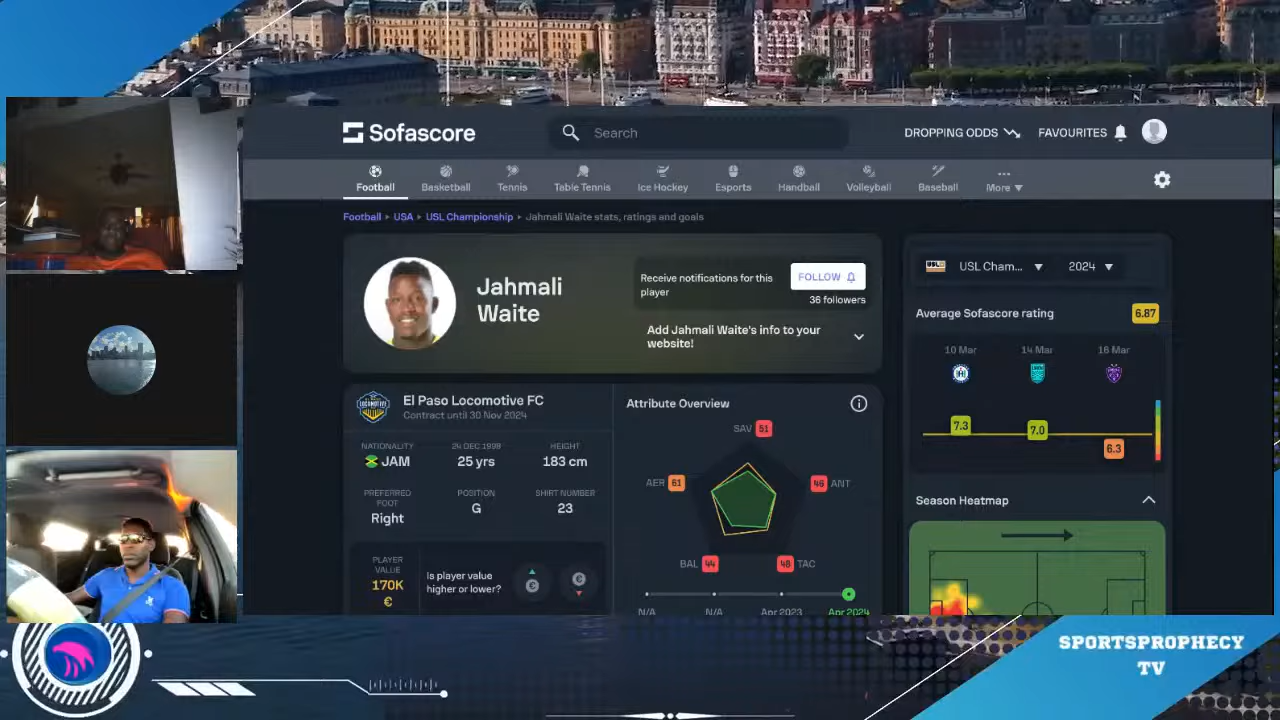 Sofascore
Search
DROPPING ODDS
FAVOURITES
Football
Basketball
Tennis
Table Tennis
Ice Hockey
Esports
Handball
Volleyball
Baseball
More
Football
USA
USL Championship
Jahmali Waite stats, ratings and goals
Jahmali
Waite
Receive notifications for this
player
FOLLOW
36 followers
Add Jahmali Waite's info to your
website!
El Paso Locomotive FC
Contract until 30 Nov 2024
NATIONALITY
JAM
24 DEC 1998
25 yrs
HEIGHT
183 cm
PREFERRED
FOOT
Right
POSITION
G
SHIRT NUMBER
23
PLAYER
VALUE
170K
€
Is player value
higher or lower?
Attribute Overview
SAV 51
AER 61
46 ANT
BAL 44
48 TAC
N/A
N/A
Apr 2023
Apr 2024
USL Cham...
2024
Average Sofascore rating
6.87
10 Mar
14 Mar
16 Mar
7.3
7.0
6.3
Season Heatmap
SPORTSPROPHECY
TV